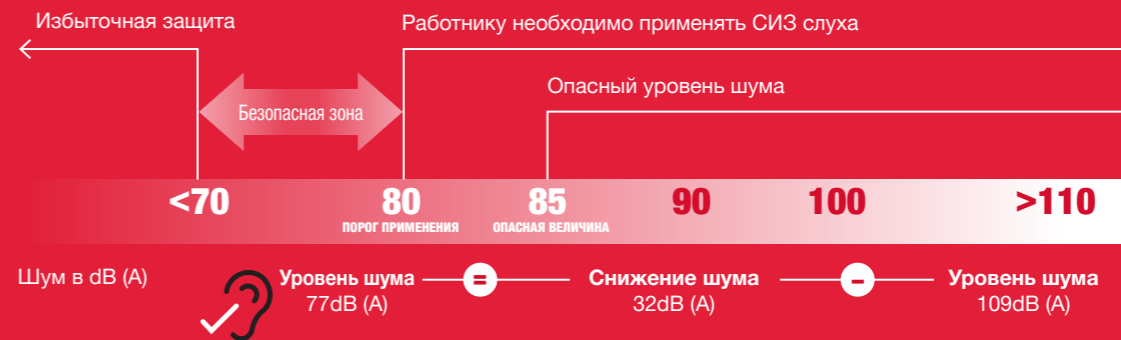 Избыточная защита
Работнику необходимо применять СИЗ слуха
Опасный уровень шума
Безопасная зона
<70 80 85 90 100 >110
ПОРОГ ПРИМЕНЕНИЯ ОПАСНАЯ ВЕЛИЧИНА
Шум в dB (A)
Уровень шума = Снижение шума - Уровень шума
77dB (A) 32dB (A) 109dB (A)